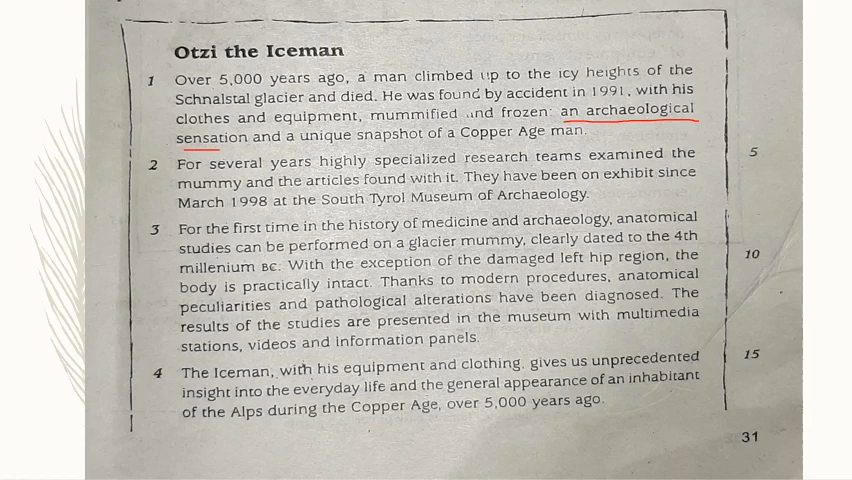 Otzi the Iceman
1 Over 5,000 years ago, a man climbed up to the icy heights of the
Schnalstal glacier and died. He was found by accident in 1991, with his
clothes and equipment, mummified and frozen: an archaeological
sensation and a unique snapshot of a Copper Age man.
2 For several years highly specialized research teams examined the 5
mummy and the articles found with it. They have been on exhibit since
March 1998 at the South Tyrol Museum of Archaeology.
3 For the first time in the history of medicine and archaeology, anatomical
studies can be performed on a glacier mummy, clearly dated to the 4th
millenium BC. With the exception of the damaged left hip region, the 10
body is practically intact. Thanks to modern procedures, anatomical
peculiarities and pathological alterations have been diagnosed. The
results of the studies are presented in the museum with multimedia
stations, videos and information panels.
4 The Iceman, with his equipment and clothing, gives us unprecedented 15
insight into the everyday life and the general appearance of an inhabitant
of the Alps during the Copper Age, over 5,000 years ago.
31